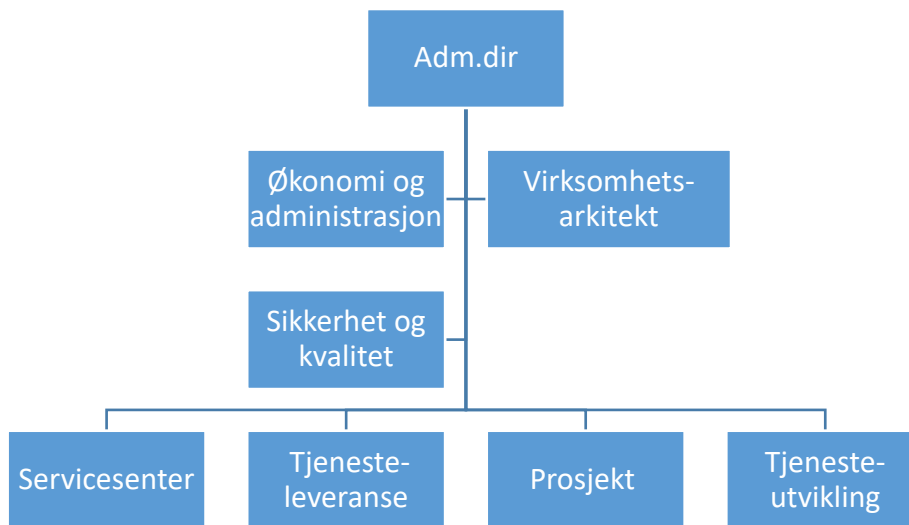 Adm.dir
Økonomi og
administrasjon
Virksomhets-
arkitekt
Sikkerhet og
kvalitet
Servicesenter
Tjeneste-
leveranse
Prosjekt
Tjeneste-
utvikling